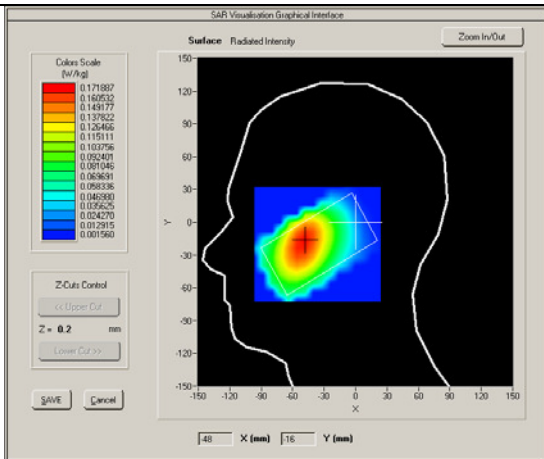 SAR Visualisation Graphical Interface
Surface Radiated Intensity
Zoom In/Out
Colors Scale
(W/kg)
0.171887
0.160532
0.149177
0.137822
0.126466
0.115111
0.103756
0.092401
0.081046
0.069691
0.058336
0.046980
0.035625
0.024270
0.012915
0.001560
Z-Cuts Control
<< Upper Cut
Z = 0.2 mm
Lower Cut >>
SAVE Cancel
Y
150
120
90
60
30
0
-30
-60
-90
-120
-150
-150 -120 -90 -60 -30 0 30 60 90 120 150
X
-48 X (mm) -16 Y (mm)